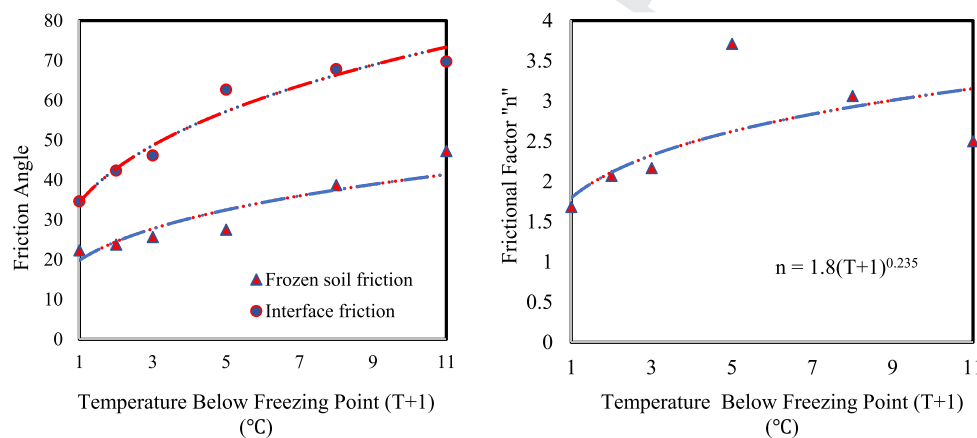 80
70
60
50
40
30
20
10
0
Friction Angle
Frozen soil friction
Interface friction
1 3 5 7 9 11
Temperature Below Freezing Point (T+1)
(°C)
4
3.5
3
2.5
2
1.5
1
0.5
0
Frictional Factor "n"
n = 1.8(T+1)^0.235
1 3 5 7 9 11
Temperature Below Freezing Point (T+1)
(°C)